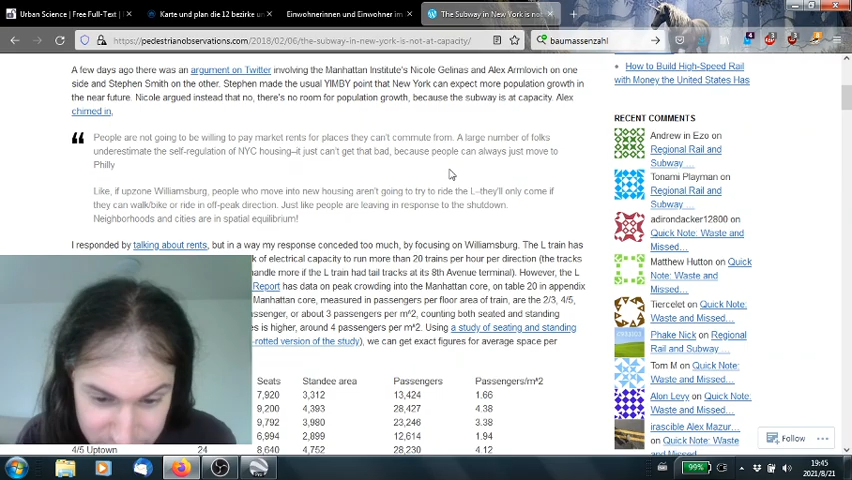 Urban Science | Free Full-Text
Karte und plan die 12 bezirke
Einwohnerinnen und Einwohner im
The Subway in New York is not
https://pedestrianobservations.com/2018/02/06/the-subway-in-new-york-is-not-at-capacity/
baumassenzahl
A few days ago there was an argument on Twitter involving the Manhattan Institute's Nicole Gelinas and Alex Armlovich on one
side and Stephen Smith on the other. Stephen made the usual YIMBY point that New York can expect more population growth
in the near future. Nicole argued instead that no, there's no room for population growth, because the subway is at capacity. Alex
chimed in,
People are not going to be willing to pay market rents for places they can't commute from. A large number of folks
underestimate the self-regulation of NYC housing–it just can't get that bad, because people can always just move to
Philly
Like, if upzone Williamsburg, people who move into new housing aren't going to try to ride the L–they'll only come if
they can walk/bike or ride in off-peak direction. Just like people are leaving in response to the shutdown.
Neighborhoods and cities are in spatial equilibrium!
I responded by talking about rents, but in a way my response conceded too much, by focusing on Williamsburg. The L train has
k of electrical capacity to run more than 20 trains per hour per direction (the tracks
handle more if the L train had tail tracks at its 8th Avenue terminal). However, the L
Report has data on peak crowding into the Manhattan core, on table 20 in appendix
Manhattan core, measured in passengers per floor area of train, are the 2/3, 4/5,
passenger, or about 3 passengers per m^2, counting both seated and standing
es is higher, around 4 passengers per m^2. Using a study of seating and standing
-rotted version of the study), we can get exact figures for average space per
Seats Standee area Passengers Passengers/m^2
7,920 3,312 13,424 1.66
9,200 4,393 28,427 4.38
9,792 3,980 23,246 3.38
6,994 2,899 12,614 1.94
4/5 Uptown 24 8,640 4,752 28,230 4.12
How to Build High-Speed Rail
with Money the United States Has
RECENT COMMENTS
Andrew in Ezo on
Regional Rail and
Subway…
Tonami Playman on
Regional Rail and
Subway…
adirondacker12800 on
Quick Note: Waste and
Missed…
Matthew Hutton on Quick
Note: Waste and
Missed…
Tiercelet on Quick Note:
Waste and Missed…
Phake Nick on Regional
Rail and Subway…
Tom M on Quick Note:
Waste and Missed…
Alon Levy on Quick Note:
Waste and Missed…
irascible Alex Mazur…
on Quick Note: Waste
Follow
99%
19:45
2021/8/21